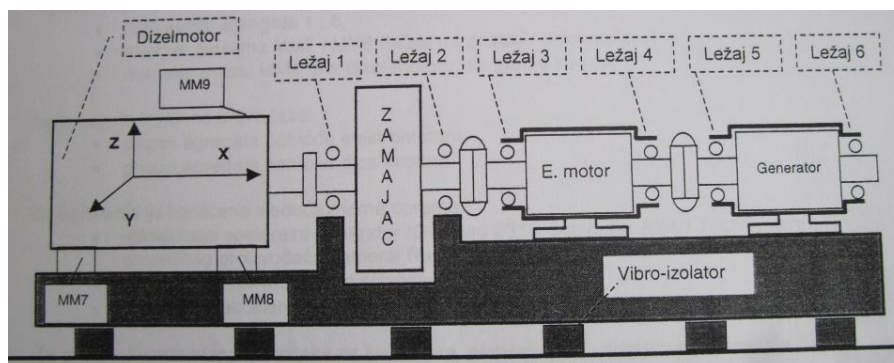 Dizelmotor
MM9
Ležaj 1
Ležaj 2
Ležaj 3
Ležaj 4
Ležaj 5
Ležaj 6
Z
X
Y
ZAMAJAC
E. motor
Generator
MM7
MM8
Vibro-izolator